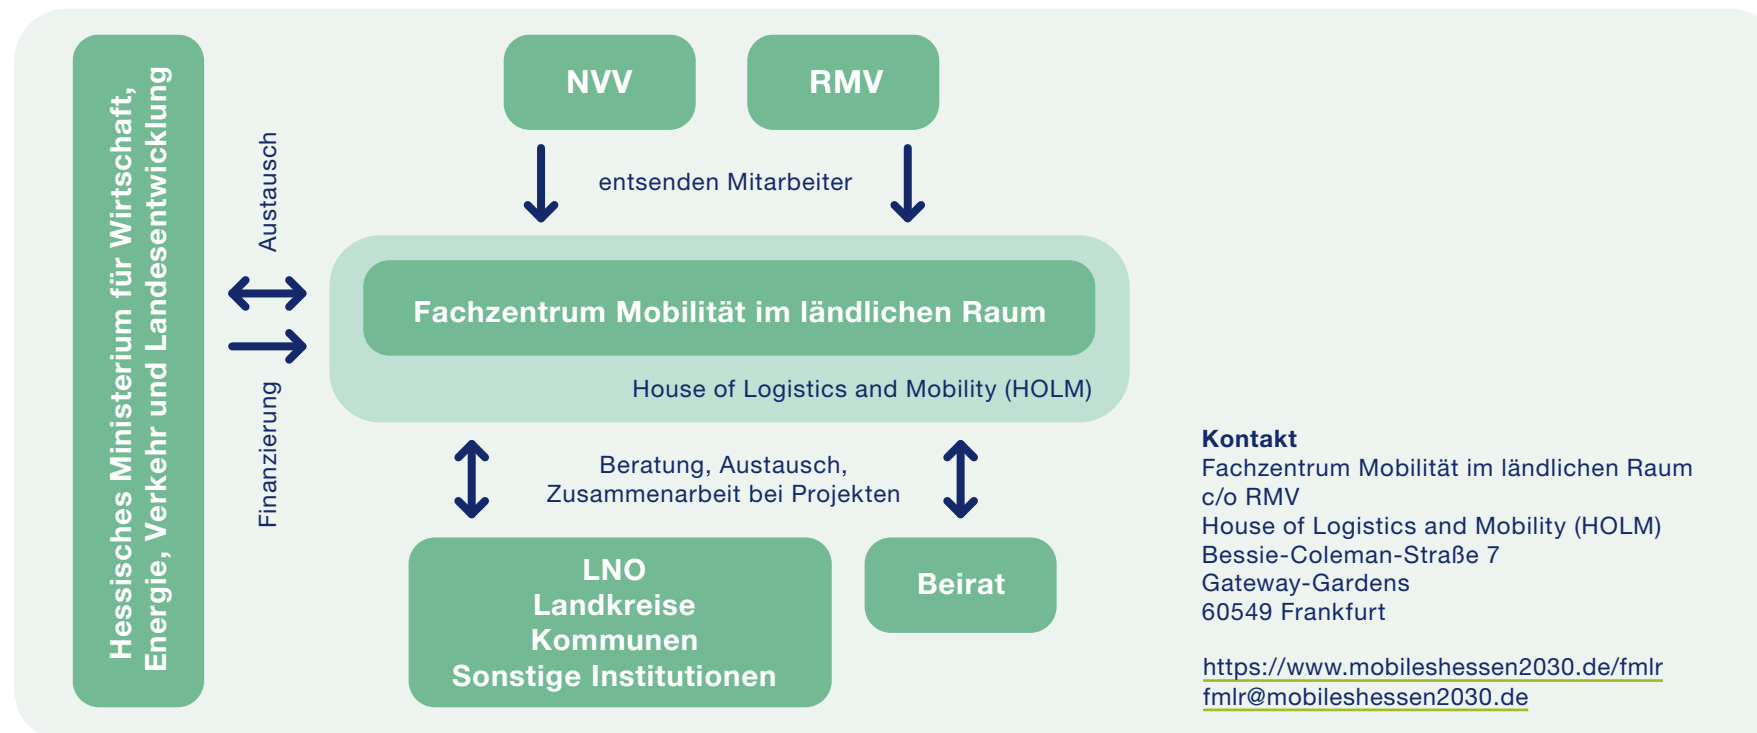 Hessisches Ministerium für Wirtschaft,
Energie, Verkehr und Landesentwicklung
Austausch
Finanzierung
NVV
RMV
entsenden Mitarbeiter
Fachzentrum Mobilität im ländlichen Raum
House of Logistics and Mobility (HOLM)
Beratung, Austausch,
Zusammenarbeit bei Projekten
LNO
Landkreise
Kommunen
Sonstige Institutionen
Beirat
Kontakt
Fachzentrum Mobilität im ländlichen Raum
c/o RMV
House of Logistics and Mobility (HOLM)
Bessie-Coleman-Straße 7
Gateway-Gardens
60549 Frankfurt
https://www.mobileshessen2030.de/fmlr
fmlr@mobileshessen2030.de